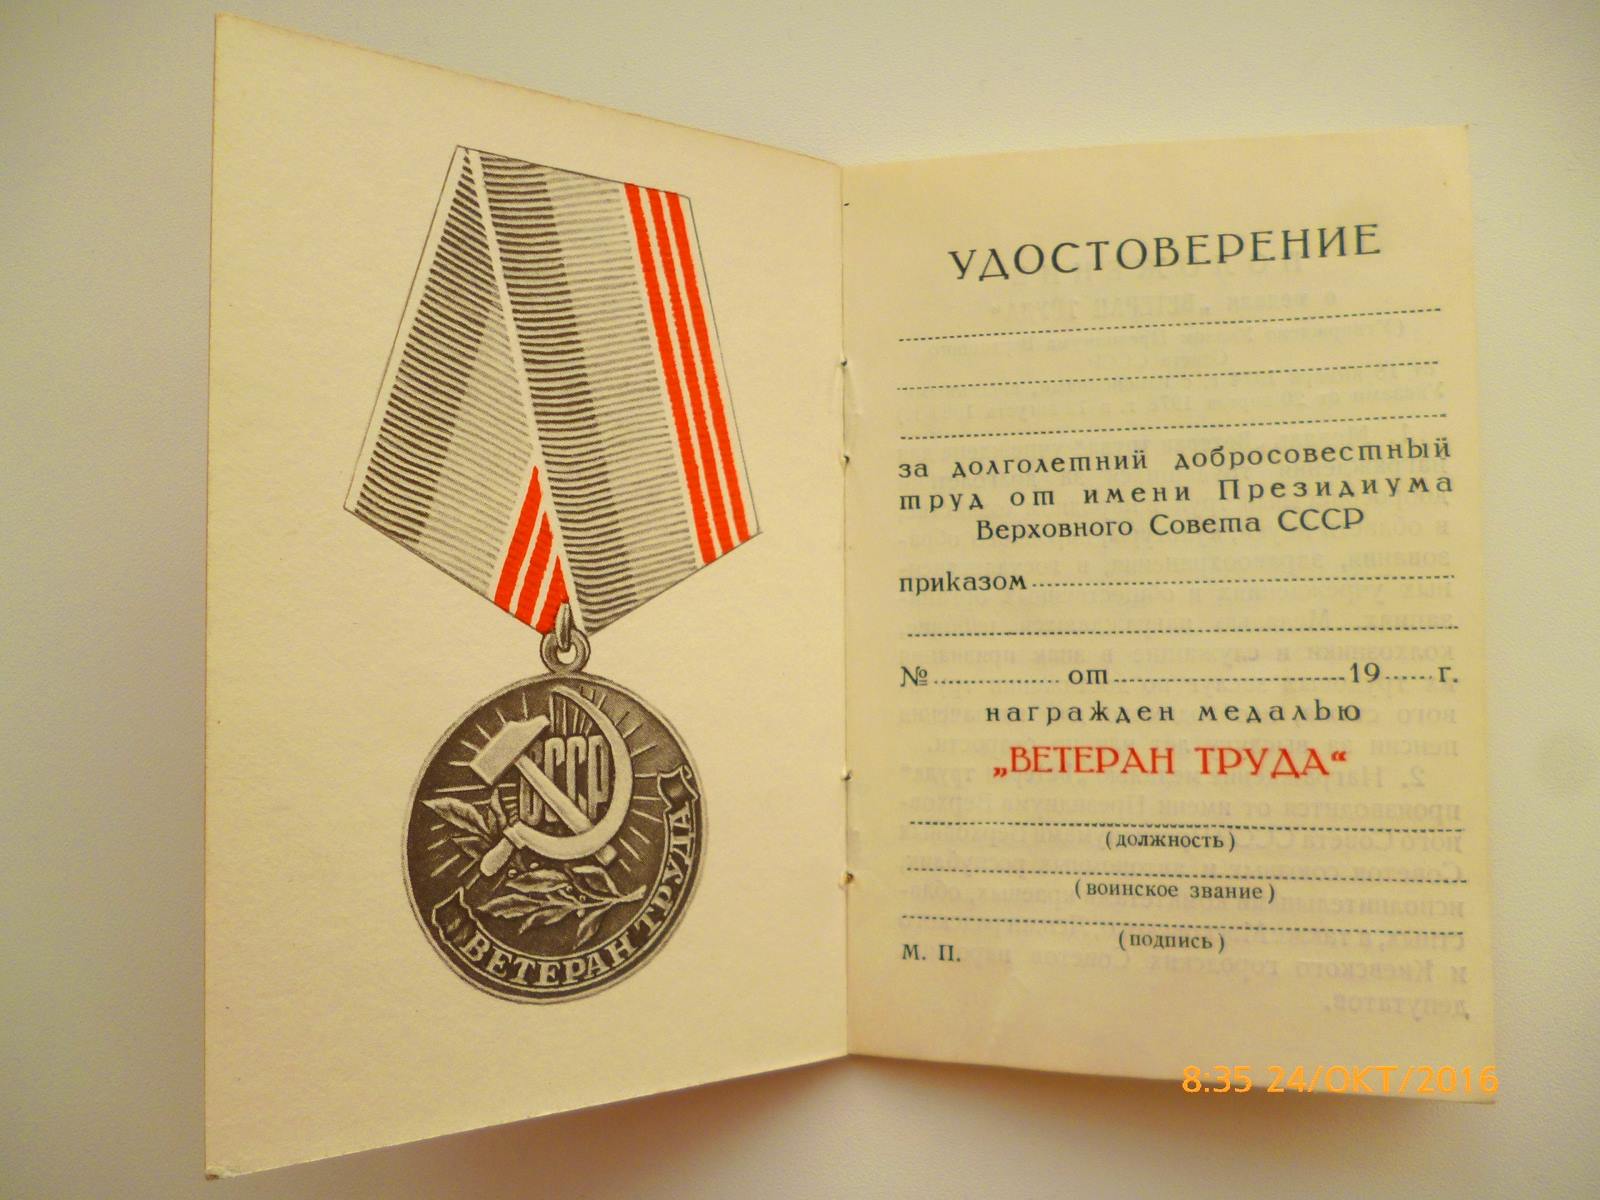 СССР
ВЕТЕРАН ТРУДА
УДОСТОВЕРЕНИЕ
за долголетний добросовестный
труд от имени Президиума
Верховного Совета СССР
приказом
№ от 19 г.
награжден медалью
„ВЕТЕРАН ТРУДА“
(должность)
(воинское звание)
(подпись)
М. П.
8:35 24/ОКТ/2016